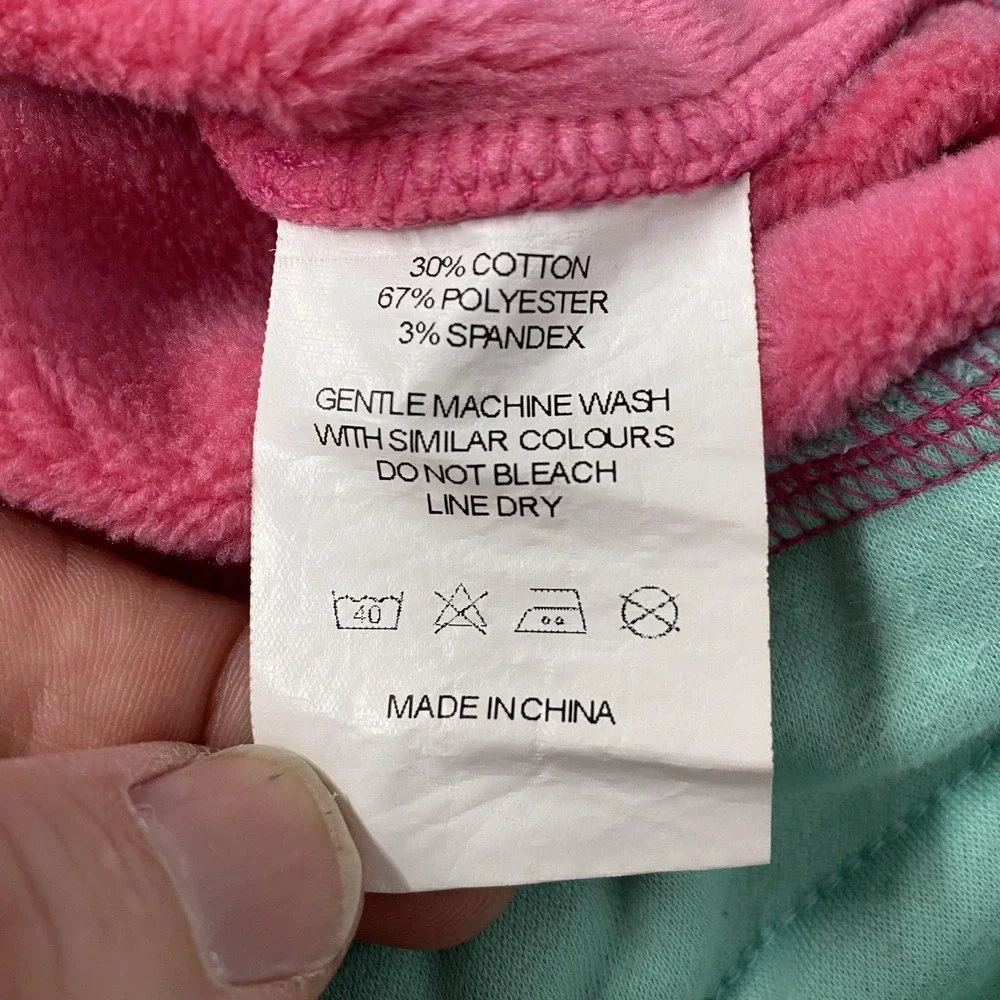 30% COTTON
67% POLYESTER
3% SPANDEX
GENTLE MACHINE WASH
WITH SIMILAR COLOURS
DO NOT BLEACH
LINE DRY
40
MADE IN CHINA